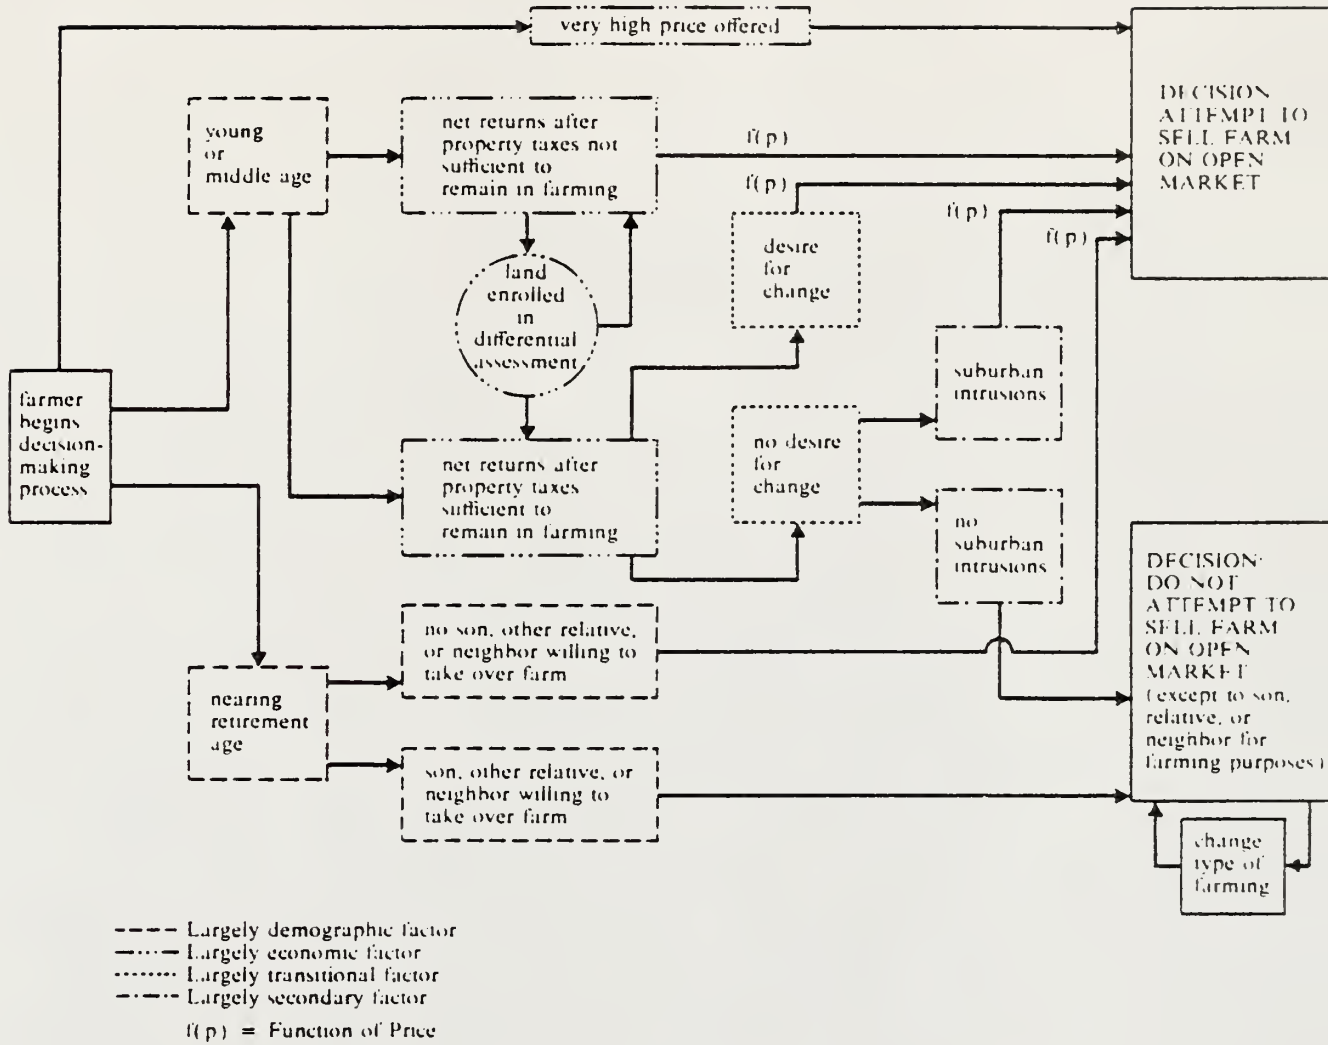 very high price offered
DECISION
ATTEMPT TO
SELL FARM
ON OPEN
MARKET
young
or
middle age
net returns after
property taxes not
sufficient to
remain in farming
f(p)
f(p)
f(p)
f(p)
land
enrolled
in
differential
assessment
desire
for
change
farmer
begins
decision-
making
process
suburban
intrusions
no desire
for
change
net returns after
property taxes
sufficient to
remain in farming
no
suburban
intrusions
DECISION:
DO NOT
ATTEMPT TO
SELL FARM
ON OPEN
MARKET
(except to son,
relative, or
neighbor for
farming purposes)
no son, other relative,
or neighbor willing to
take over farm
nearing
retirement
age
son, other relative, or
neighbor willing to
take over farm
change
type of
farming
Largely demographic factor
Largely economic factor
Largely transitional factor
Largely secondary factor
f(p) = Function of Price